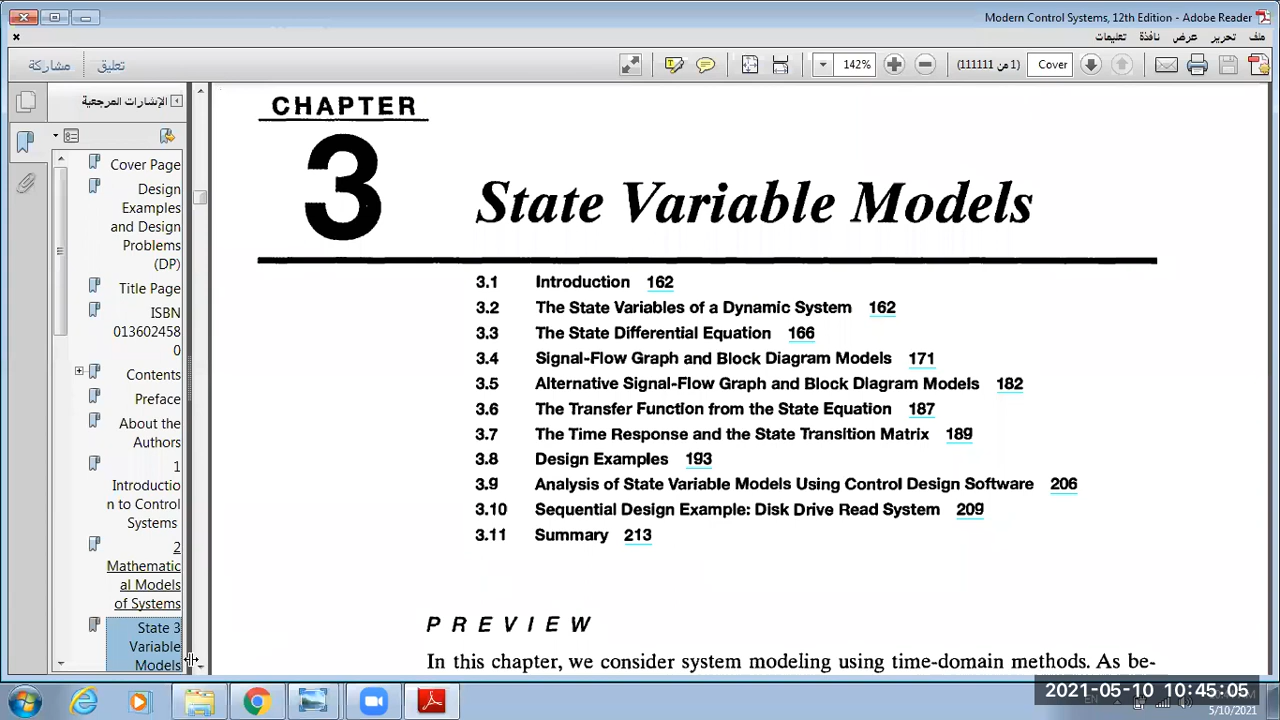 Modern Control Systems, 12th Edition - Adobe Reader
ملف تحرير عرض نافذة تعليمات
مشاركة تعليق 142% (1 من 111111) Cover
الإشارات المرجعية
Cover Page
Design
Examples
and Design
Problems
(DP)
Title Page
ISBN
013602458
0
Contents
Preface
About the
Authors
1
Introductio
n to Control
Systems
2
Mathematic
al Models
of Systems
State 3
Variable
Models
CHAPTER
3
State Variable Models
3.1 Introduction 162
3.2 The State Variables of a Dynamic System 162
3.3 The State Differential Equation 166
3.4 Signal-Flow Graph and Block Diagram Models 171
3.5 Alternative Signal-Flow Graph and Block Diagram Models 182
3.6 The Transfer Function from the State Equation 187
3.7 The Time Response and the State Transition Matrix 189
3.8 Design Examples 193
3.9 Analysis of State Variable Models Using Control Design Software 206
3.10 Sequential Design Example: Disk Drive Read System 209
3.11 Summary 213
PREVIEW
In this chapter, we consider system modeling using time-domain methods. As be-
2021-05-10 10:45:05
5/10/2021